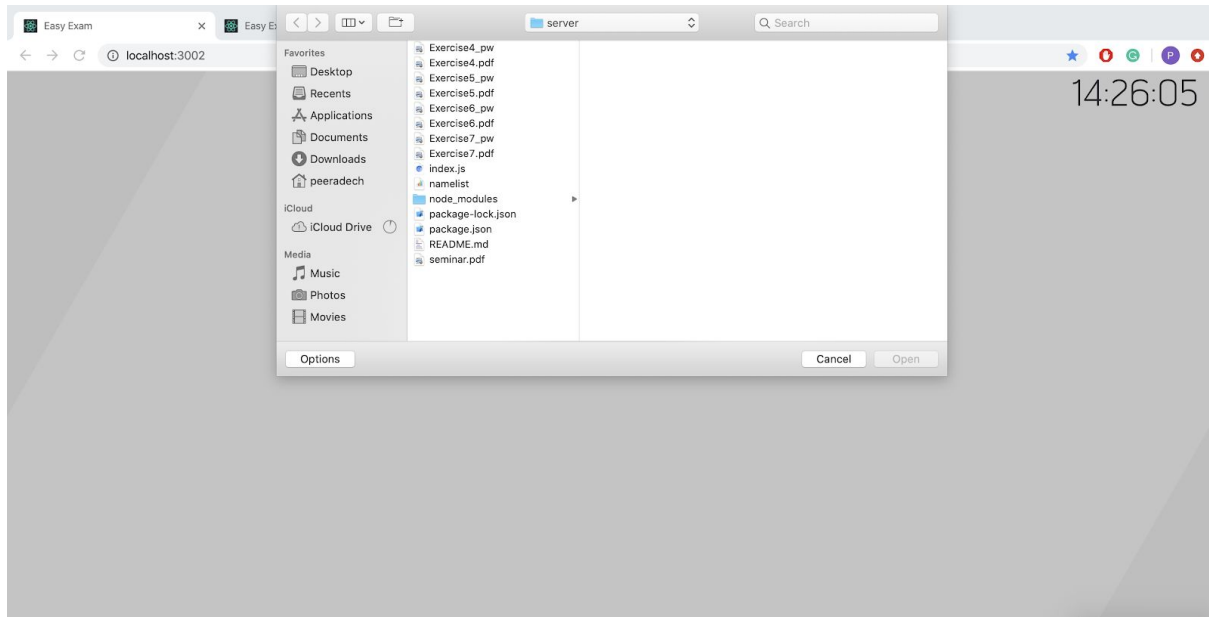 Easy Exam
Easy E
server
Search
localhost:3002
14:26:05
Favorites
Desktop
Recents
Applications
Documents
Downloads
peeradech
iCloud
iCloud Drive
Media
Music
Photos
Movies
Exercise4_pw
Exercise4.pdf
Exercise5_pw
Exercise5.pdf
Exercise6_pw
Exercise6.pdf
Exercise7_pw
Exercise7.pdf
index.js
namelist
node_modules
package-lock.json
package.json
README.md
seminar.pdf
Options
Cancel
Open
P